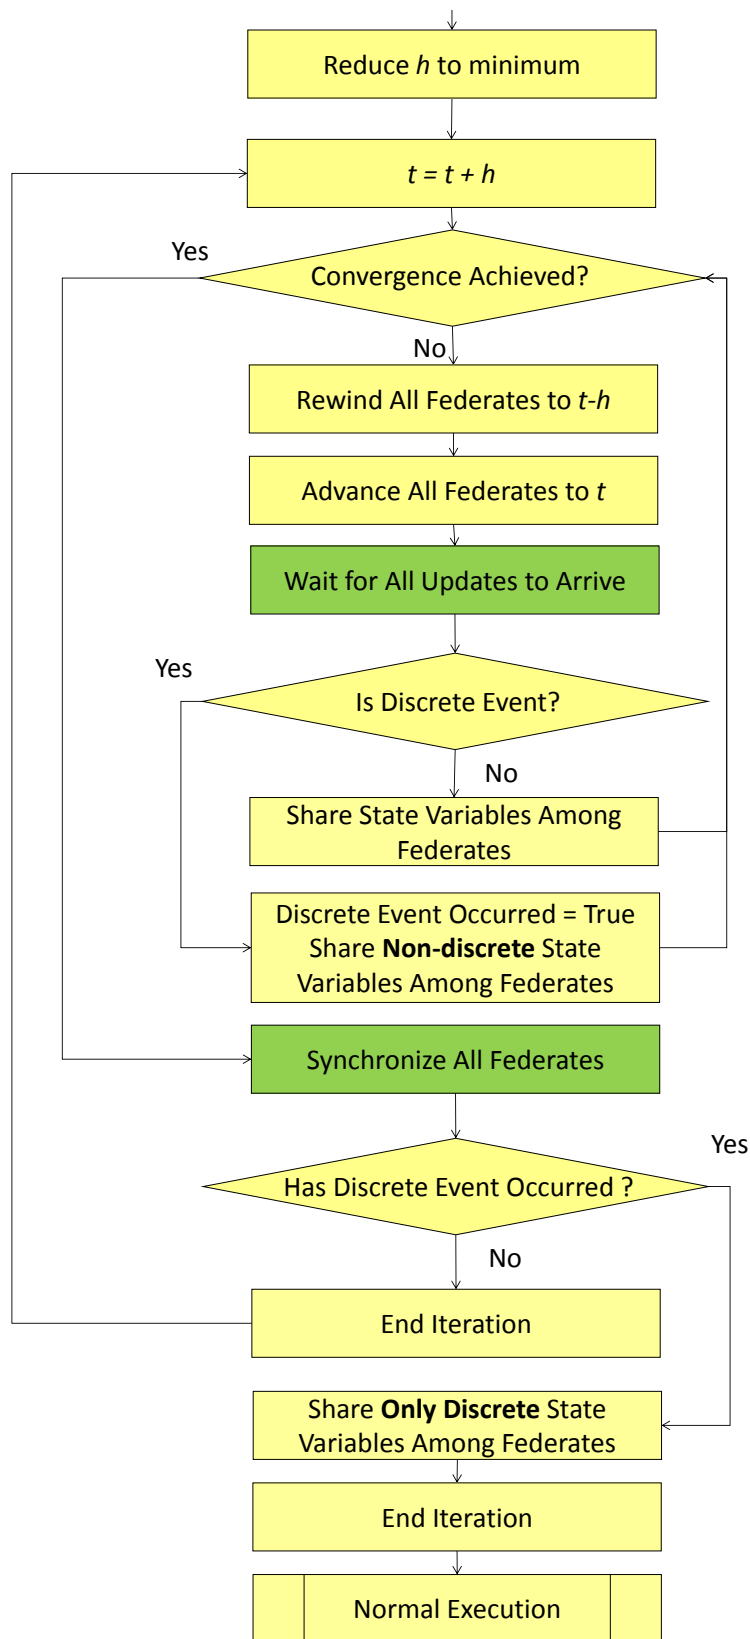 Reduce h to minimum
t = t + h
Yes
Convergence Achieved?
No
Rewind All Federates to t-h
Advance All Federates to t
Wait for All Updates to Arrive
Yes
Is Discrete Event?
No
Share State Variables Among
Federates
Discrete Event Occurred = True
Share Non-discrete State
Variables Among Federates
Synchronize All Federates
Yes
Has Discrete Event Occurred ?
No
End Iteration
Share Only Discrete State
Variables Among Federates
End Iteration
Normal Execution